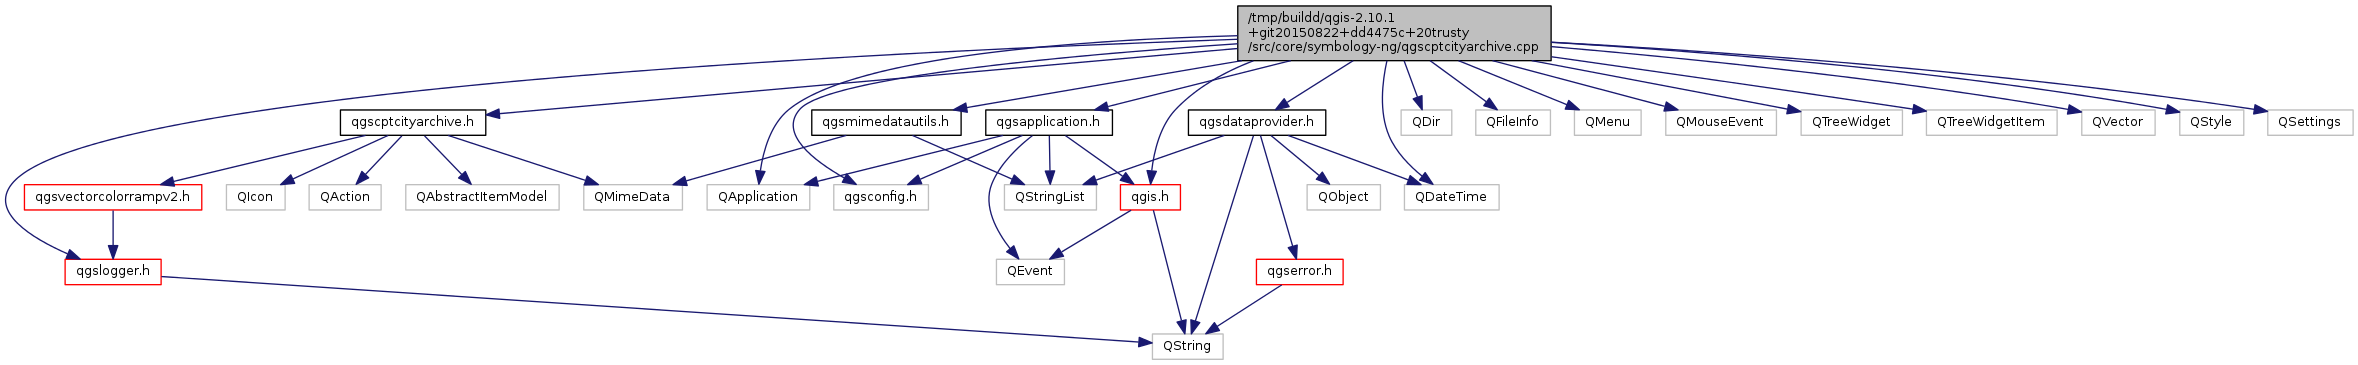 /tmp/buildd/qgis-2.10.1
+git20150822+dd4475c+20trusty
/src/core/symbology-ng/qgscptcityarchive.cpp
qgscptcityarchive.h
qgsmimedatautils.h
qgsapplication.h
qgsdataprovider.h
QDir
QFileInfo
QMenu
QMouseEvent
QTreeWidget
QTreeWidgetItem
QVector
QStyle
QSettings
qgsvectorcolorrampv2.h
QIcon
QAction
QAbstractItemModel
QMimeData
QApplication
qgsconfig.h
QStringList
qgis.h
QObject
QDateTime
qgslogger.h
QEvent
qgserror.h
QString